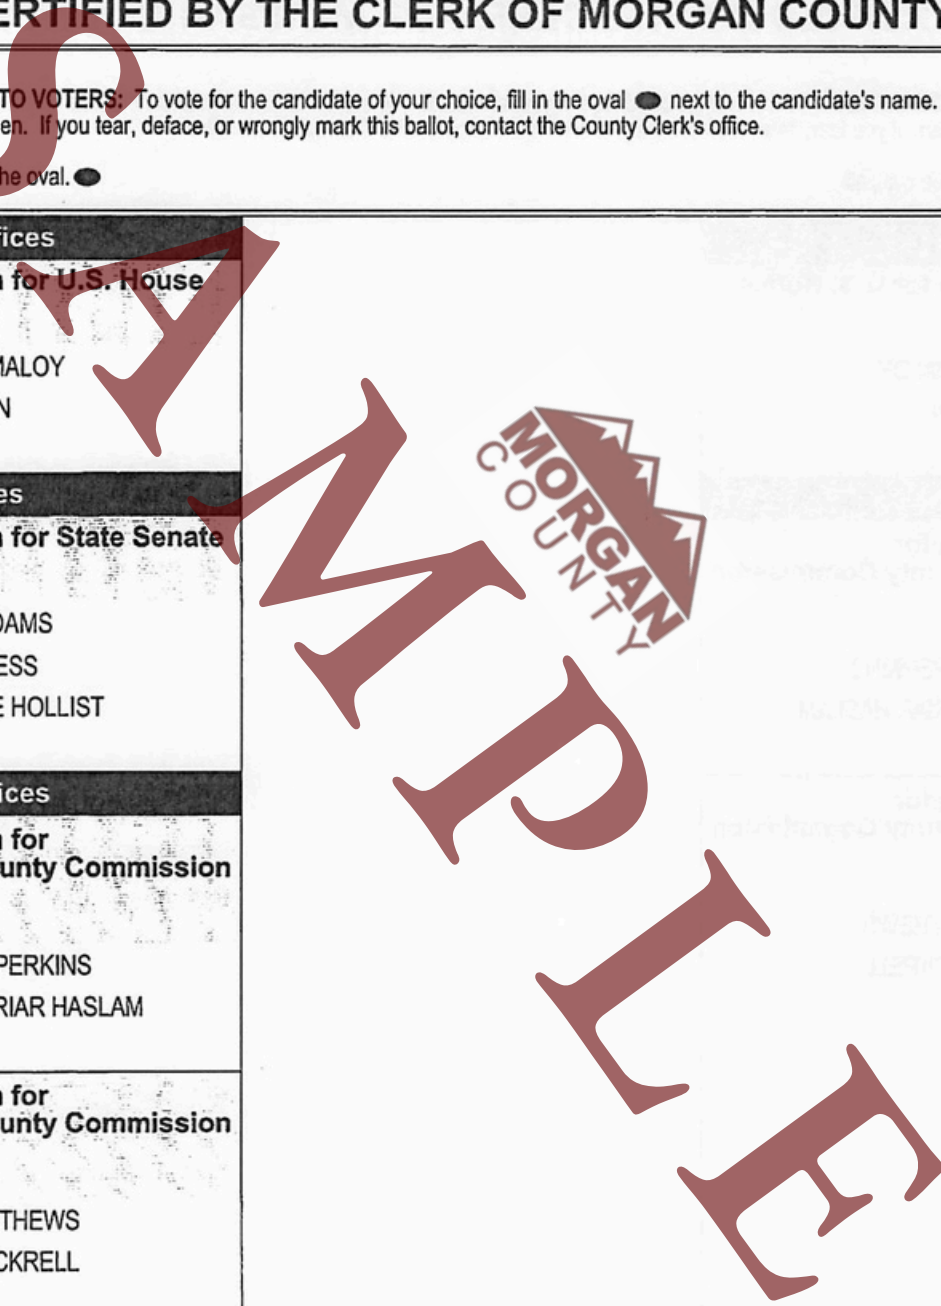 ERTIFIED BY THE CLERK OF MORGAN COUNTY
TO VOTERS: To vote for the candidate of your choice, fill in the oval next to the candidate's name.
en. If you tear, deface, or wrongly mark this ballot, contact the County Clerk's office.
he oval.
fices
n for U.S. House
MALOY
N
es
n for State Senate
DAMS
ESS
E HOLLIST
ices
n for
unty Commission
PERKINS
RIAR HASLAM
n for
unty Commission
THEWS
CKRELL
MORGAN
COUNTY
SAMPLE